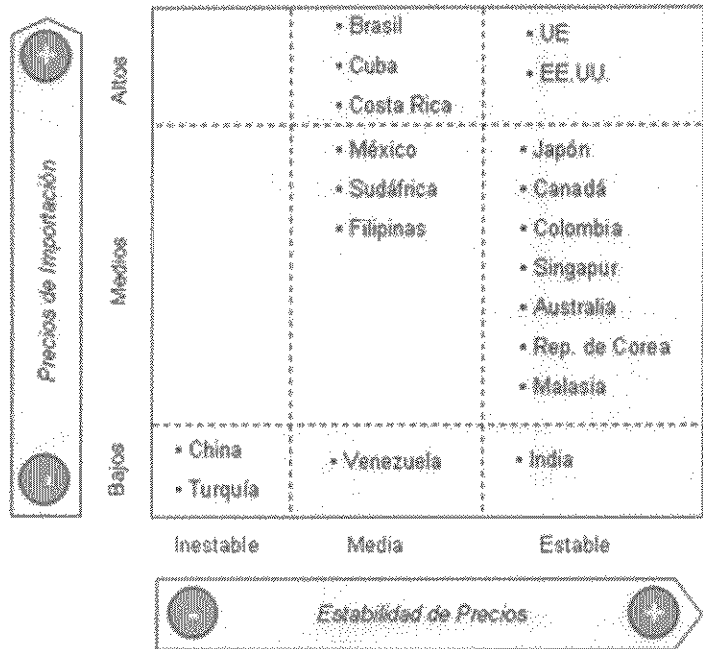 Precios de Importación
Altos
Medios
Bajos
• Brasil
• Cuba
• Costa Rica
• UE
• EE.UU.
• México
• Sudáfrica
• Filipinas
• Japón
• Canadá
• Colombia
• Singapur
• Australia
• Rep. de Corea
• Malasia
• China
• Turquía
• Venezuela
• India
Inestable
Media
Estable
Estabilidad de Precios